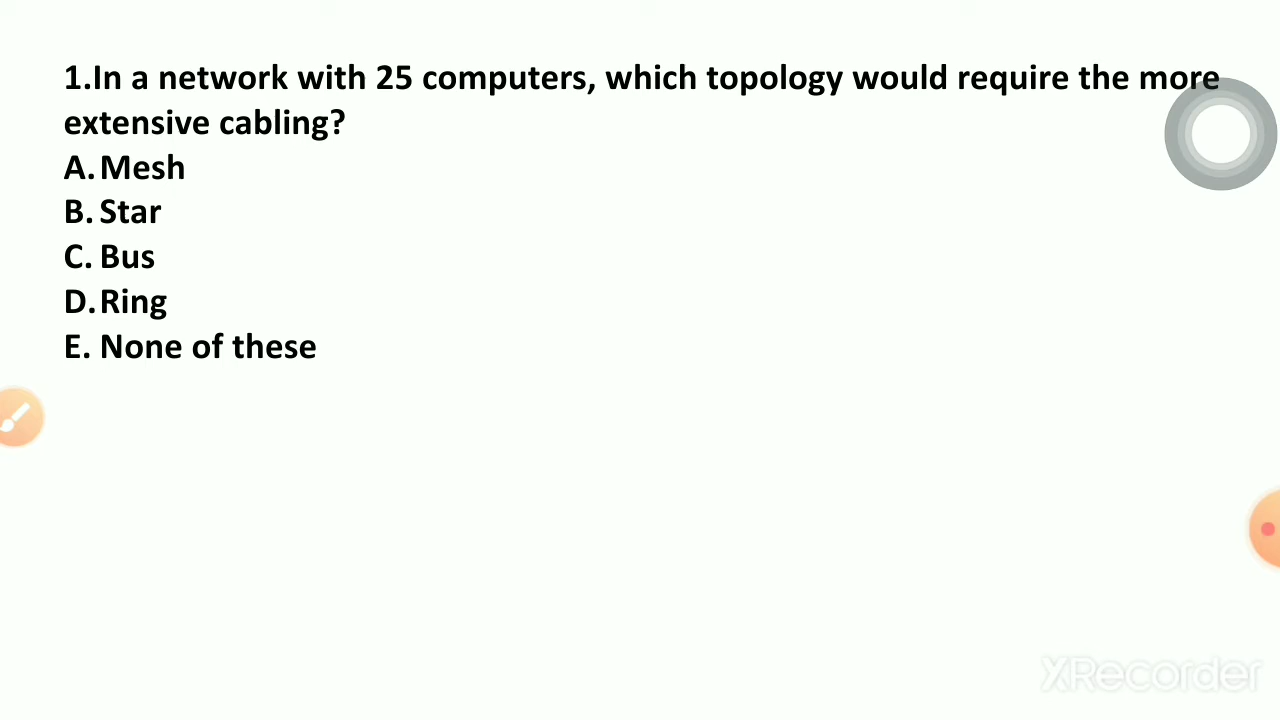 1.In a network with 25 computers, which topology would require the more
extensive cabling?
A. Mesh
B. Star
C. Bus
D. Ring
E. None of these
XRecorder